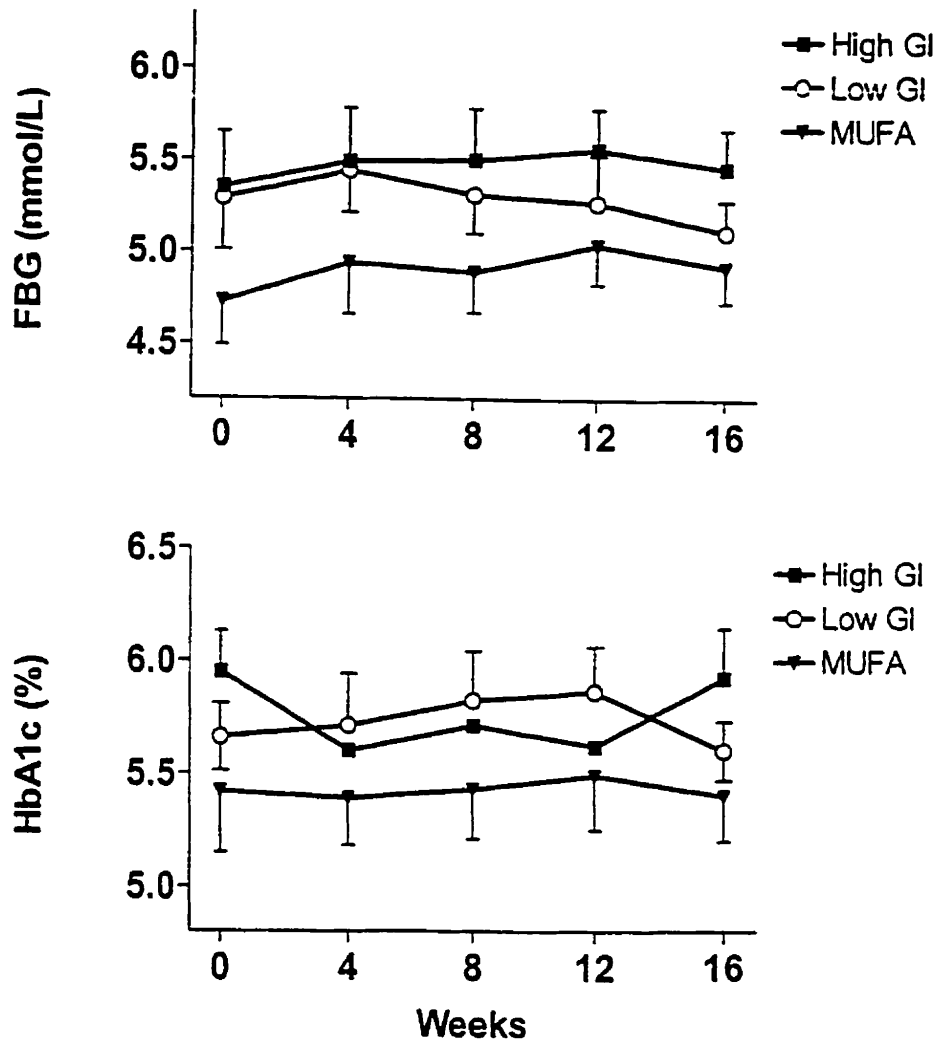 FBG (mmol/L)
6.0
5.5
5.0
4.5
0 4 8 12 16
High GI
Low GI
MUFA
HbA1c (%)
6.5
6.0
5.5
5.0
0 4 8 12 16
Weeks
High GI
Low GI
MUFA